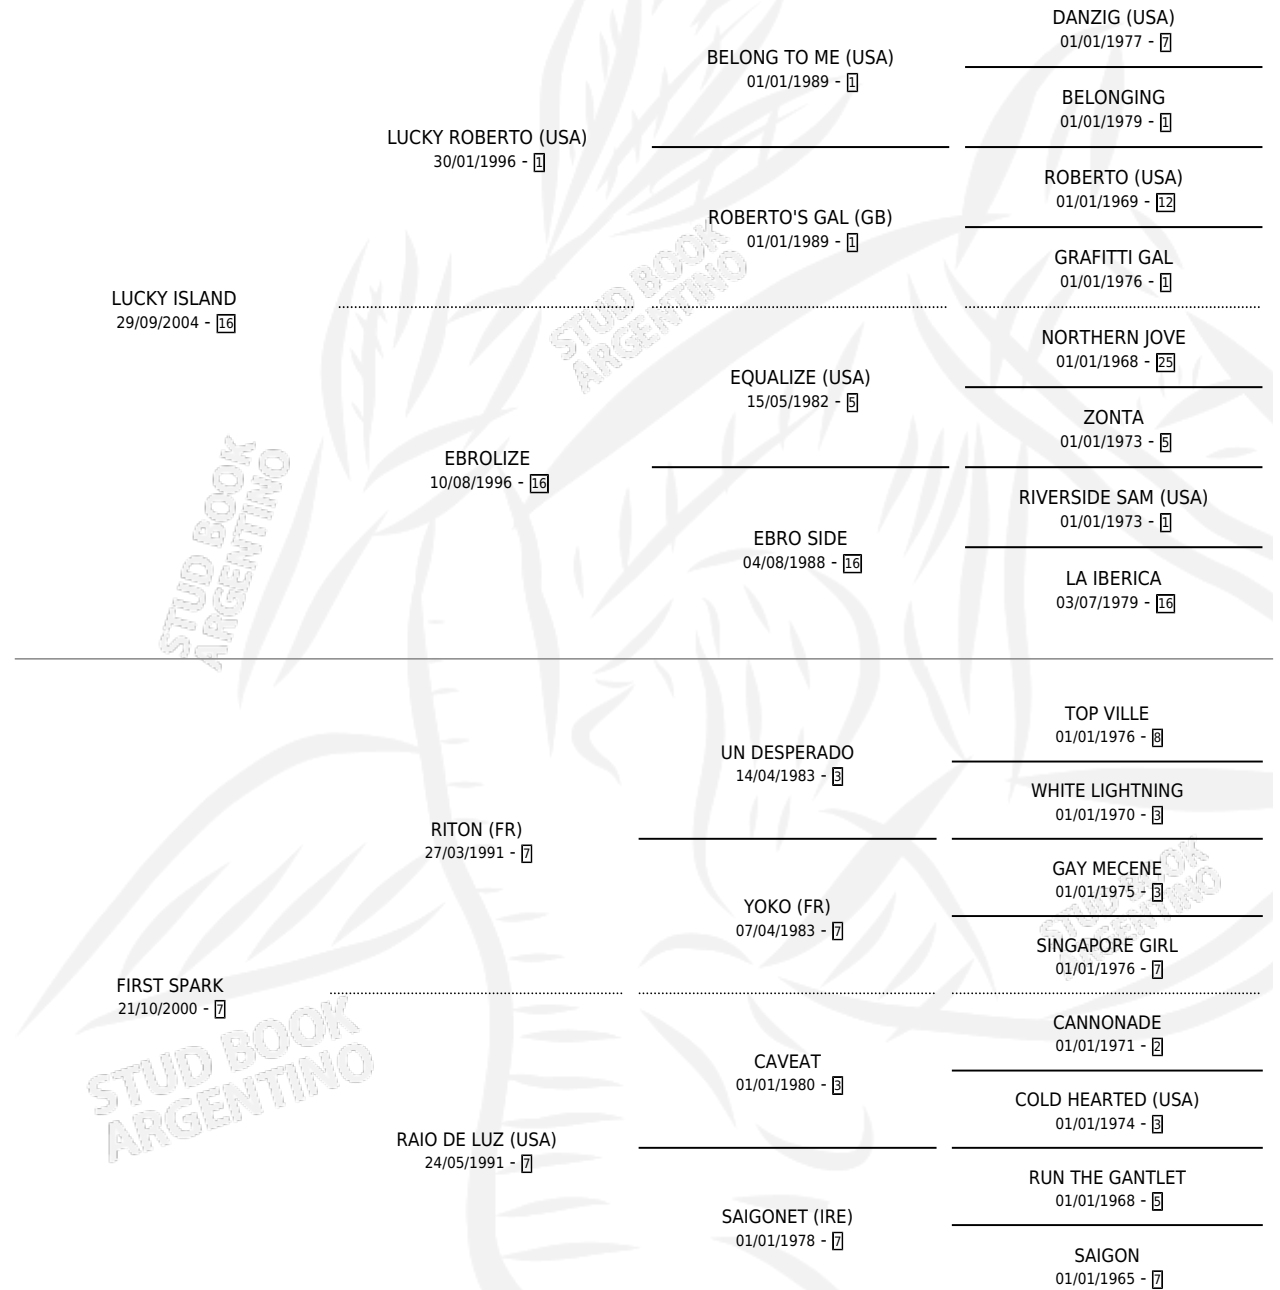 DANZIG (USA)
01/01/1977 - 7
BELONG TO ME (USA)
01/01/1989 - 1
BELONGING
01/01/1979 - 1
LUCKY ROBERTO (USA)
30/01/1996 - 1
ROBERTO (USA)
01/01/1969 - 12
ROBERTO'S GAL (GB)
01/01/1989 - 1
GRAFITTI GAL
01/01/1976 - 1
LUCKY ISLAND
29/09/2004 - 16
STUD BOOK
ARGENTINO
NORTHERN JOVE
01/01/1968 - 25
EQUALIZE (USA)
15/05/1982 - 5
ZONTA
01/01/1973 - 5
EBROLIZE
10/08/1996 - 16
RIVERSIDE SAM (USA)
01/01/1973 - 1
EBRO SIDE
04/08/1988 - 16
LA IBERICA
03/07/1979 - 16
STUD BOOK
ARGENTINO
TOP VILLE
01/01/1976 - 8
UN DESPERADO
14/04/1983 - 3
WHITE LIGHTNING
01/01/1970 - 3
RITON (FR)
27/03/1991 - 7
GAY MECENE
01/01/1975 - 3
YOKO (FR)
07/04/1983 - 7
STUD BOOK
ARGENTINO
SINGAPORE GIRL
01/01/1976 - 7
FIRST SPARK
21/10/2000 - 7
STUD BOOK
ARGENTINO
CANNONADE
01/01/1971 - 2
CAVEAT
01/01/1980 - 3
COLD HEARTED (USA)
01/01/1974 - 3
RAIO DE LUZ (USA)
24/05/1991 - 7
RUN THE GANTLET
01/01/1968 - 5
SAIGONET (IRE)
01/01/1978 - 7
SAIGON
01/01/1965 - 7